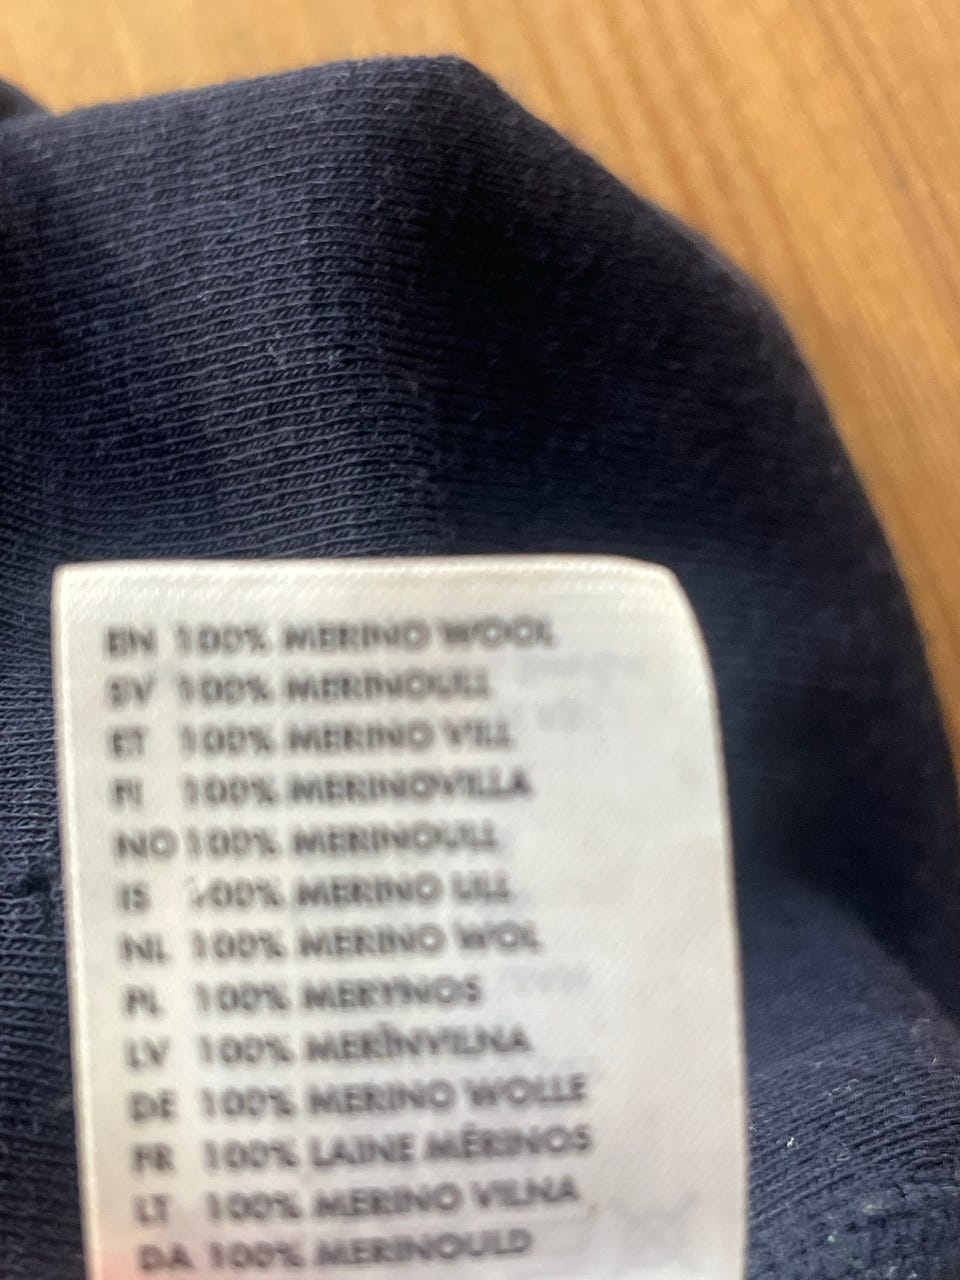 EN 100% MERINO WOOL
SV 100% MERINOULL
ET 100% MERINO VILL
FI 100% MERINOVILLA
NO 100% MERINOULL
IS 100% MERINO ULL
NL 100% MERINO WOL
PL 100% MERYNOS
LV 100% MERĪNVILNA
DE 100% MERINO WOLLE
FR 100% LAINE MÉRINOS
LT 100% MERINO VILNA
DA 100% MERINOULD